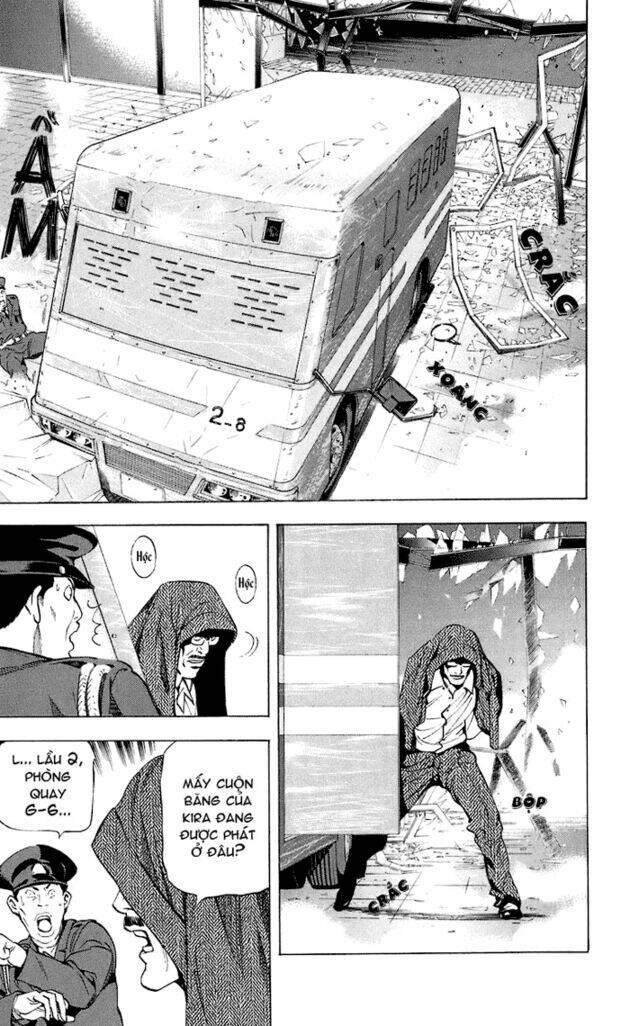 ẦM
CRẮC
XOẢNG
2-8
BỘP
CRẮC
Hộc
Hộc
MẤY CUỘN
BĂNG CỦA
KIRA ĐANG
ĐƯỢC PHÁT
Ở ĐÂU?
L... LẦU 2,
PHÒNG
QUAY
6-6...